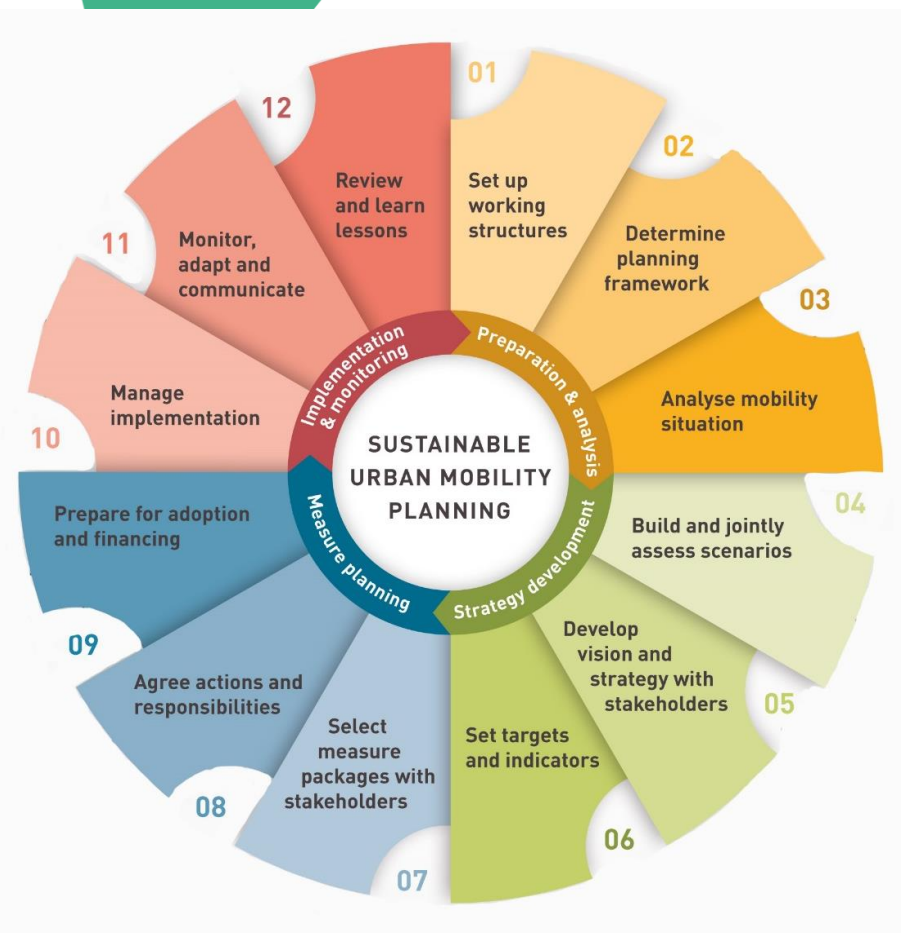 SUSTAINABLE
URBAN MOBILITY
PLANNING
Preparation & analysis
Strategy development
Measure planning
Implementation
& monitoring
01
Set up
working
structures
02
Determine
planning
framework
03
Analyse mobility
situation
04
Build and jointly
assess scenarios
05
Develop
vision and
strategy with
stakeholders
06
Set targets
and indicators
07
Select
measure
packages with
stakeholders
08
Agree actions and
responsibilities
09
Prepare for adoption
and financing
10
Manage
implementation
11
Monitor,
adapt and
communicate
12
Review
and learn
lessons